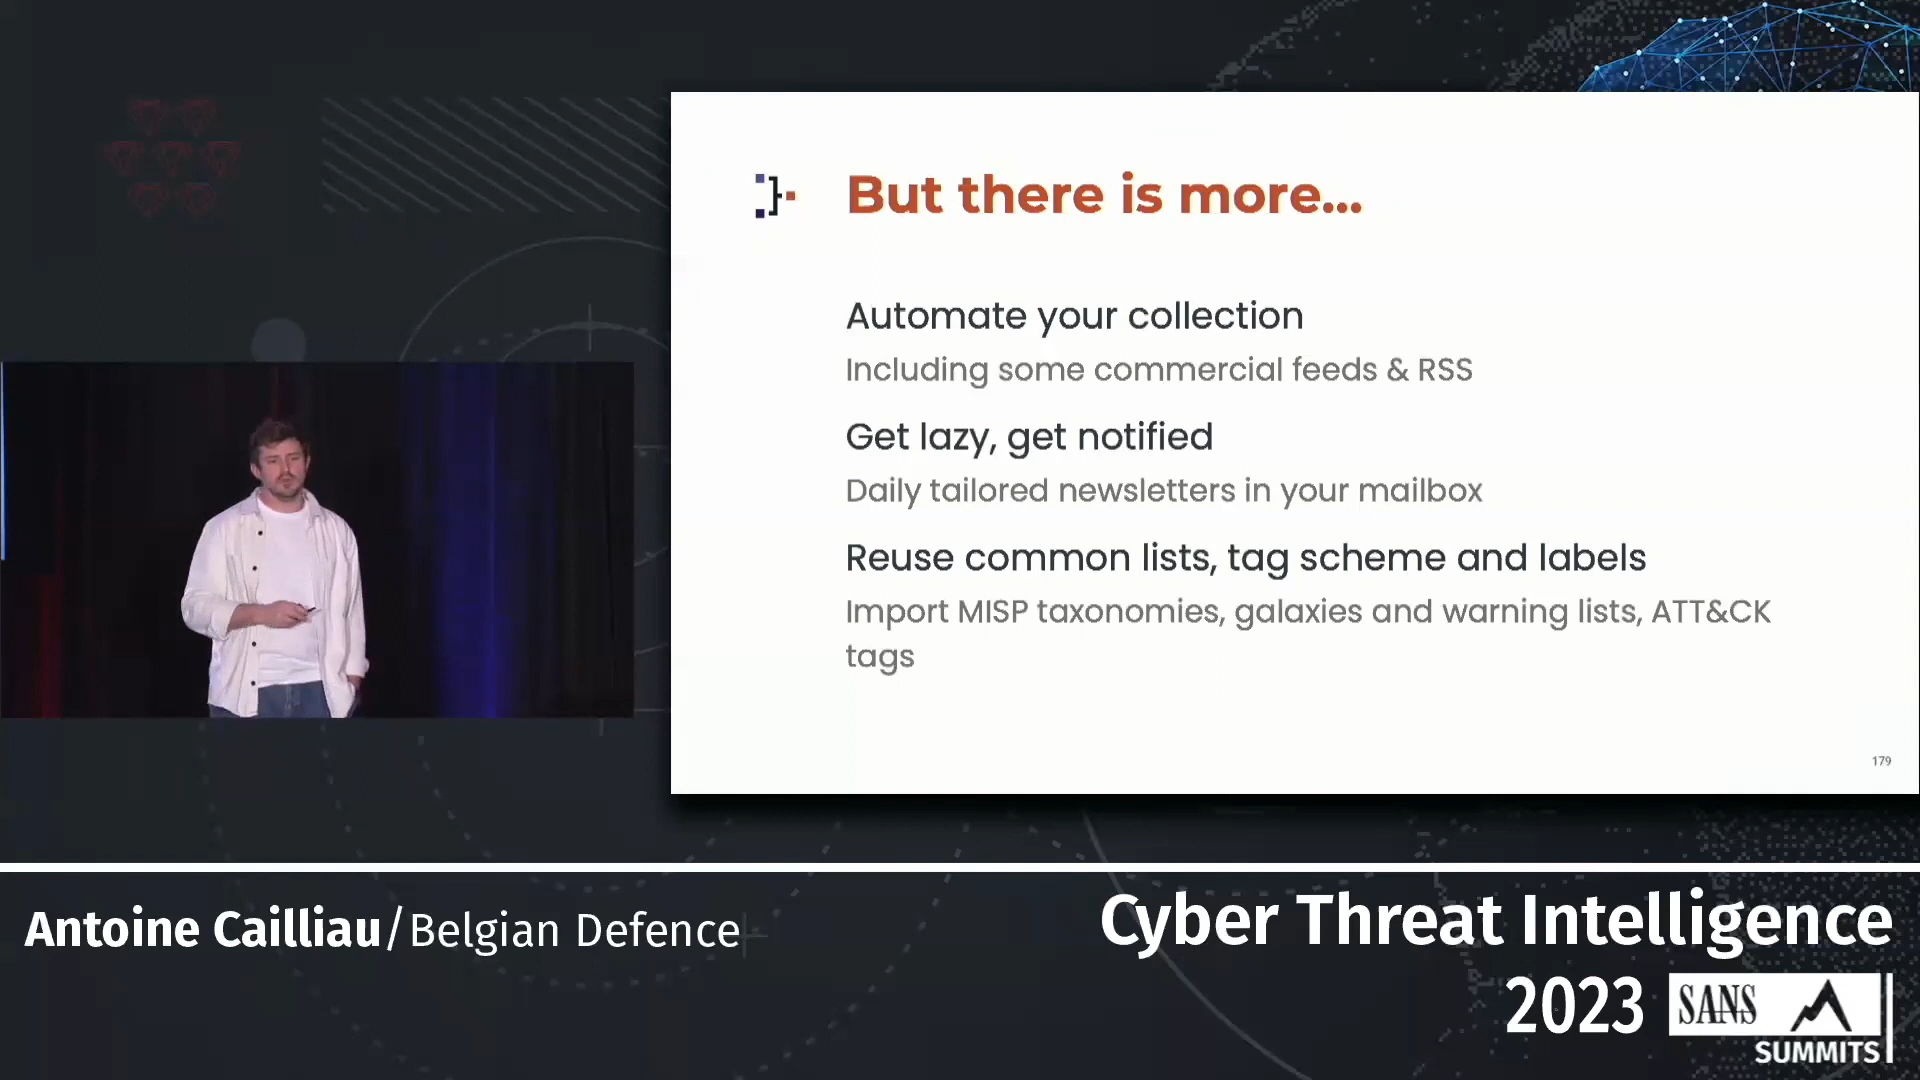 But there is more...
Automate your collection
Including some commercial feeds & RSS
Get lazy, get notified
Daily tailored newsletters in your mailbox
Reuse common lists, tag scheme and labels
Import MISP taxonomies, galaxies and warning lists, ATT&CK
tags
179
Antoine Cailliau/Belgian Defence
Cyber Threat Intelligence
2023
SANS
SUMMITS